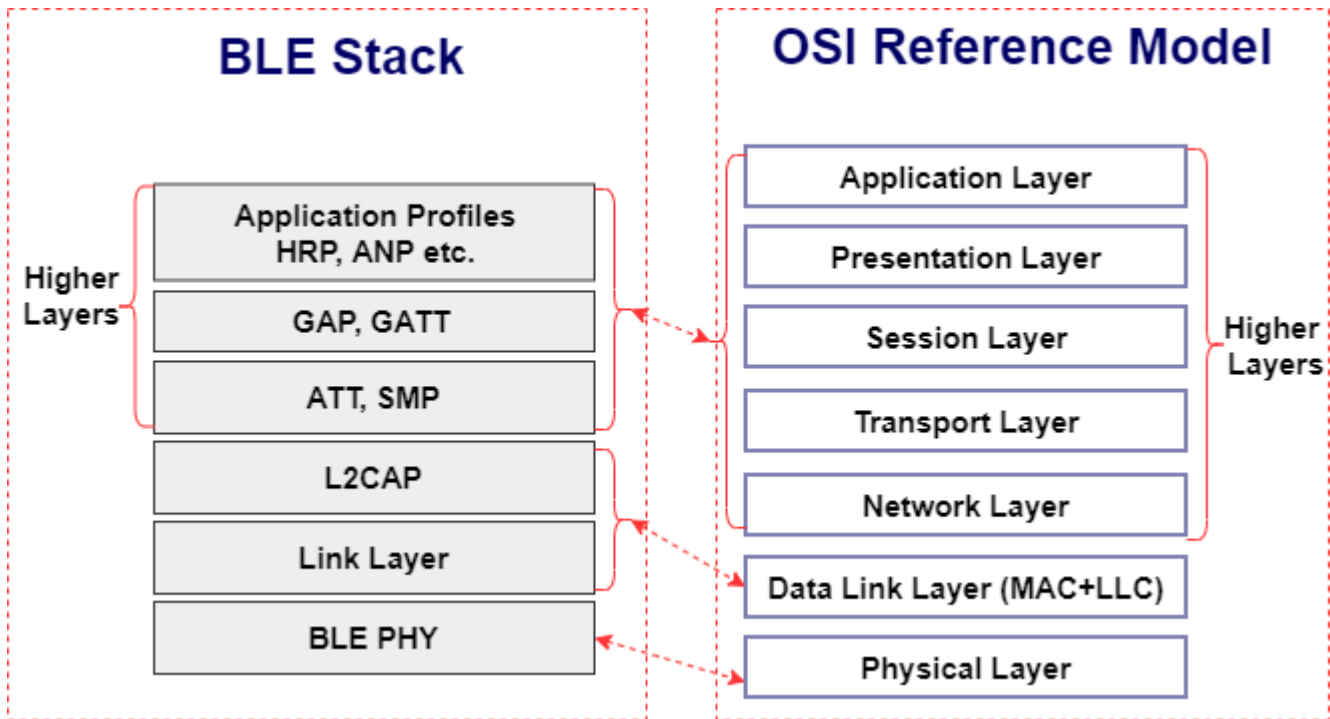 BLE Stack
Higher
Layers
Application Profiles
HRP, ANP etc.
GAP, GATT
ATT, SMP
L2CAP
Link Layer
BLE PHY
OSI Reference Model
Application Layer
Presentation Layer
Session Layer
Transport Layer
Network Layer
Data Link Layer (MAC+LLC)
Physical Layer
Higher
Layers